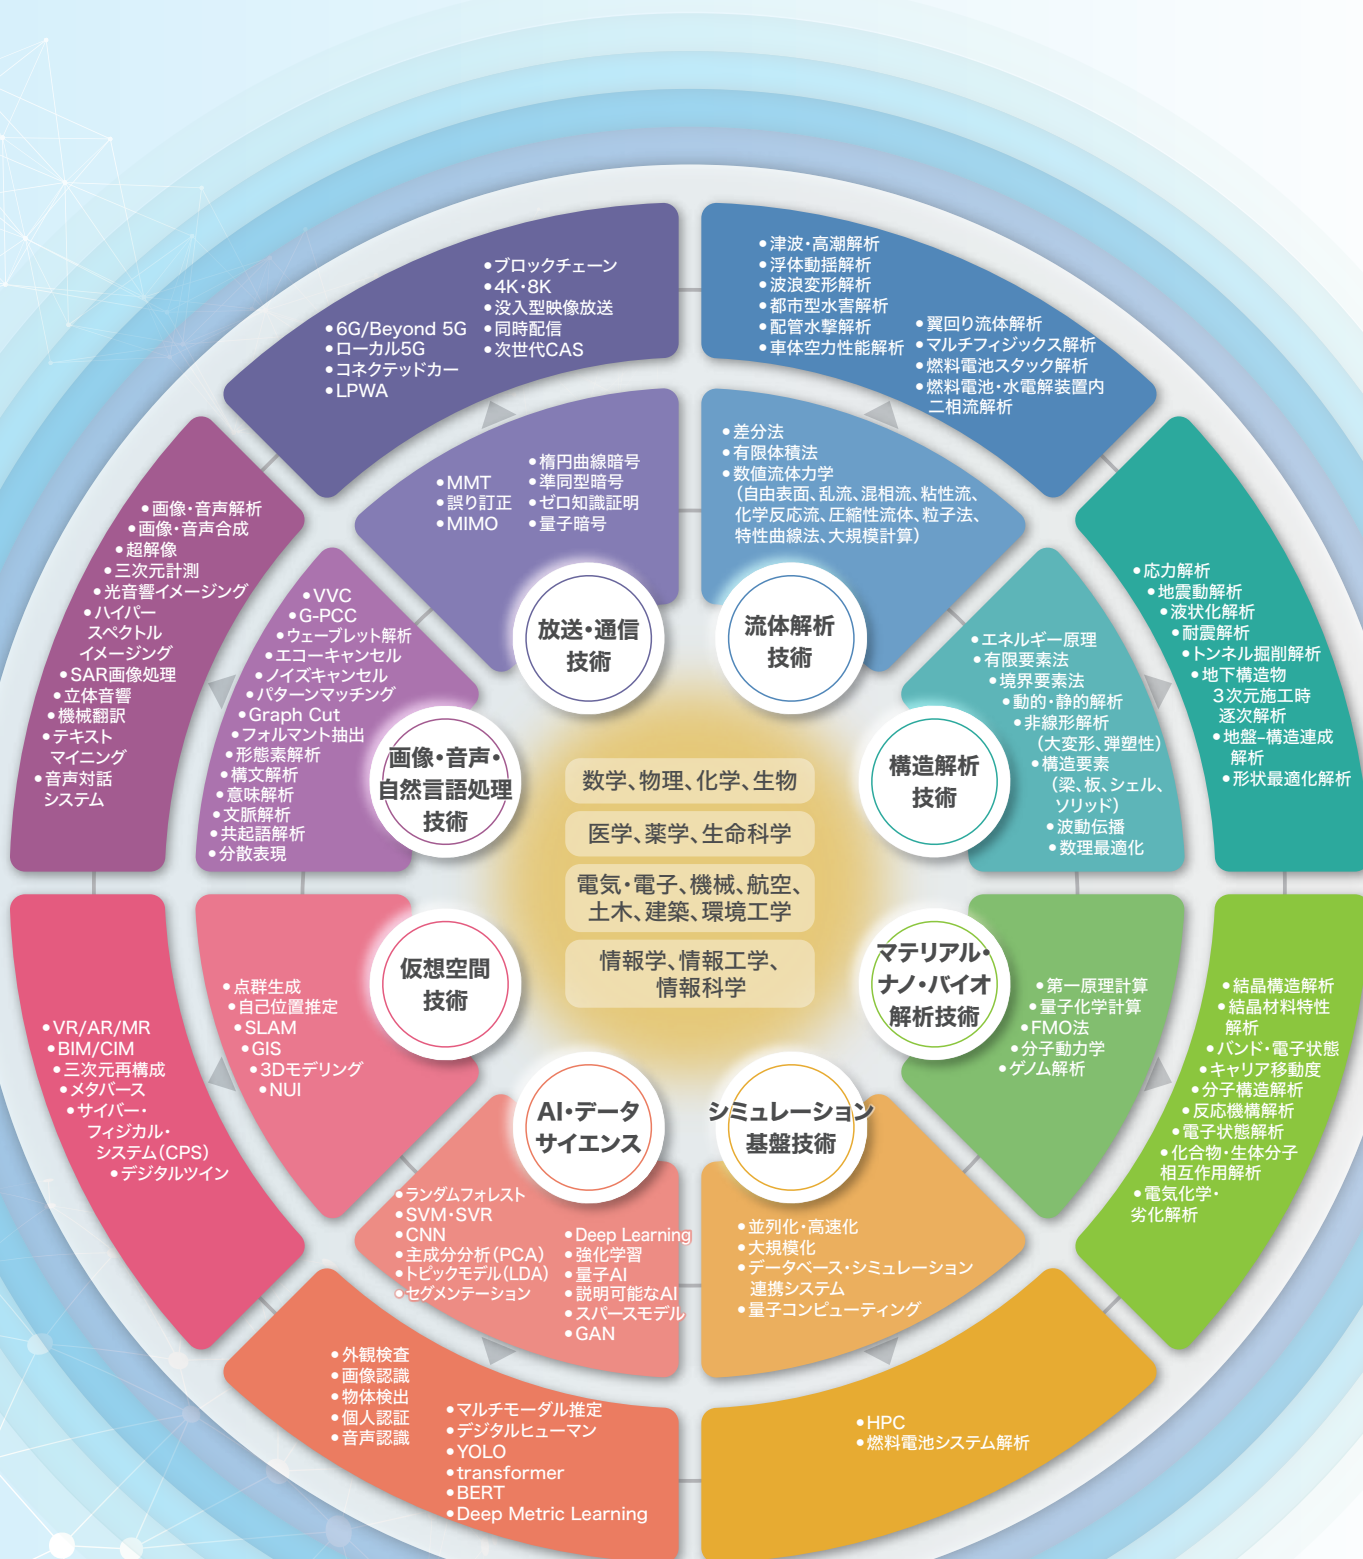 •ブロックチェーン
•4K・8K
•没入型映像放送
•同時配信
•次世代CAS
•6G/Beyond 5G
•ローカル5G
•コネクテッドカー
•LPWA
•津波・高潮解析
•浮体動揺解析
•波浪変形解析
•都市型水害解析
•配管水撃解析
•車体空力性能解析
•翼回り流体解析
•マルチフィジックス解析
•燃料電池スタック解析
•燃料電池・水電解装置内
二相流解析
•MMT
•誤り訂正
•MIMO
•楕円曲線暗号
•準同型暗号
•ゼロ知識証明
•量子暗号
•差分法
•有限体積法
•数値流体力学
（自由表面、乱流、混相流、粘性流、
化学反応流、圧縮性流体、粒子法、
特性曲線法、大規模計算）
放送・通信
技術
流体解析
技術
•画像・音声解析
•画像・音声合成
•超解像
•三次元計測
•光音響イメージング
•ハイパー
スペクトル
イメージング
•SAR画像処理
•立体音響
•機械翻訳
•テキスト
マイニング
•音声対話
システム
•VVC
•G-PCC
•ウェーブレット解析
•エコーキャンセル
•ノイズキャンセル
•パターンマッチング
•Graph Cut
•フォルマント抽出
•形態素解析
•構文解析
•意味解析
•文脈解析
•共起語解析
•分散表現
画像・音声・
自然言語処理
技術
構造解析
技術
•エネルギー原理
•有限要素法
•境界要素法
•動的・静的解析
•非線形解析
（大変形、弾塑性）
•構造要素
（梁、板、シェル、
ソリッド）
•波動伝播
•数理最適化
•応力解析
•地震動解析
•液状化解析
•耐震解析
•トンネル掘削解析
•地下構造物
3次元施工時
逐次解析
•地盤–構造連成
解析
•形状最適化解析
数学、物理、化学、生物
医学、薬学、生命科学
電気・電子、機械、航空、
土木、建築、環境工学
情報学、情報工学、
情報科学
•VR/AR/MR
•BIM/CIM
•三次元再構成
•メタバース
•サイバー・
フィジカル・
システム（CPS）
•デジタルツイン
•点群生成
•自己位置推定
•SLAM
•GIS
•3Dモデリング
•NUI
仮想空間
技術
マテリアル・
ナノ・バイオ
解析技術
•第一原理計算
•量子化学計算
•FMO法
•分子動力学
•ゲノム解析
•結晶構造解析
•結晶材料特性
解析
•バンド・電子状態
•キャリア移動度
•分子構造解析
•反応機構解析
•電子状態解析
•化合物・生体分子
相互作用解析
•電気化学・
劣化解析
AI・データ
サイエンス
シミュレーション
基盤技術
•ランダムフォレスト
•SVM・SVR
•CNN
•主成分分析（PCA）
•トピックモデル（LDA）
•セグメンテーション
•Deep Learning
•強化学習
•量子AI
•説明可能なAI
•スパースモデル
•GAN
•並列化・高速化
•大規模化
•データベース・シミュレーション
連携システム
•量子コンピューティング
•外観検査
•画像認識
•物体検出
•個人認証
•音声認識
•マルチモーダル推定
•デジタルヒューマン
•YOLO
•transformer
•BERT
•Deep Metric Learning
•HPC
•燃料電池システム解析